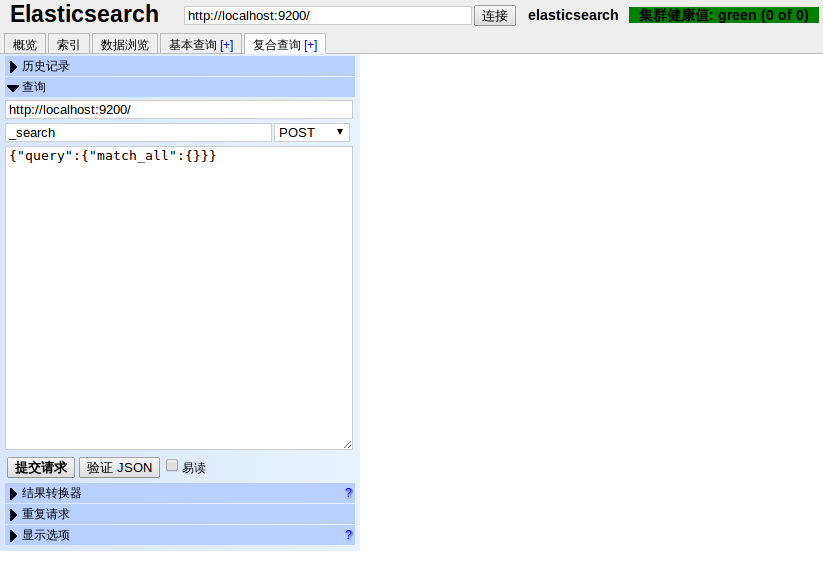 Elasticsearch http://localhost:9200/ 连接 elasticsearch 集群健康值: green (0 of 0)
概览 索引 数据浏览 基本查询 [+] 复合查询 [+]
历史记录
查询
http://localhost:9200/
_search POST
{"query":{"match_all":{}}}
提交请求 验证 JSON 易读
结果转换器 ?
重复请求
显示选项 ?